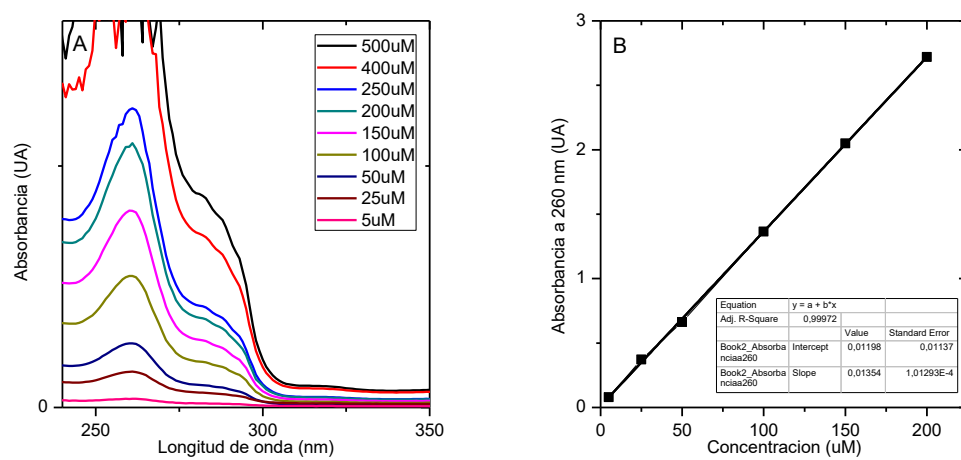 A
500uM
400uM
250uM
200uM
150uM
100uM
50uM
25uM
5uM
Absorbancia (UA)
0
250
300
350
Longitud de onda (nm)
B
Absorbancia a 260 nm (UA)
3
2
1
0
Equation y = a + b*x
Adj. R-Square 0,99972
Value Standard Error
Book2_Absorba
nciaa260 Intercept 0,01198 0,01137
Book2_Absorba
nciaa260 Slope 0,01354 1,01293E-4
0 50 100 150 200
Concentracion (uM)